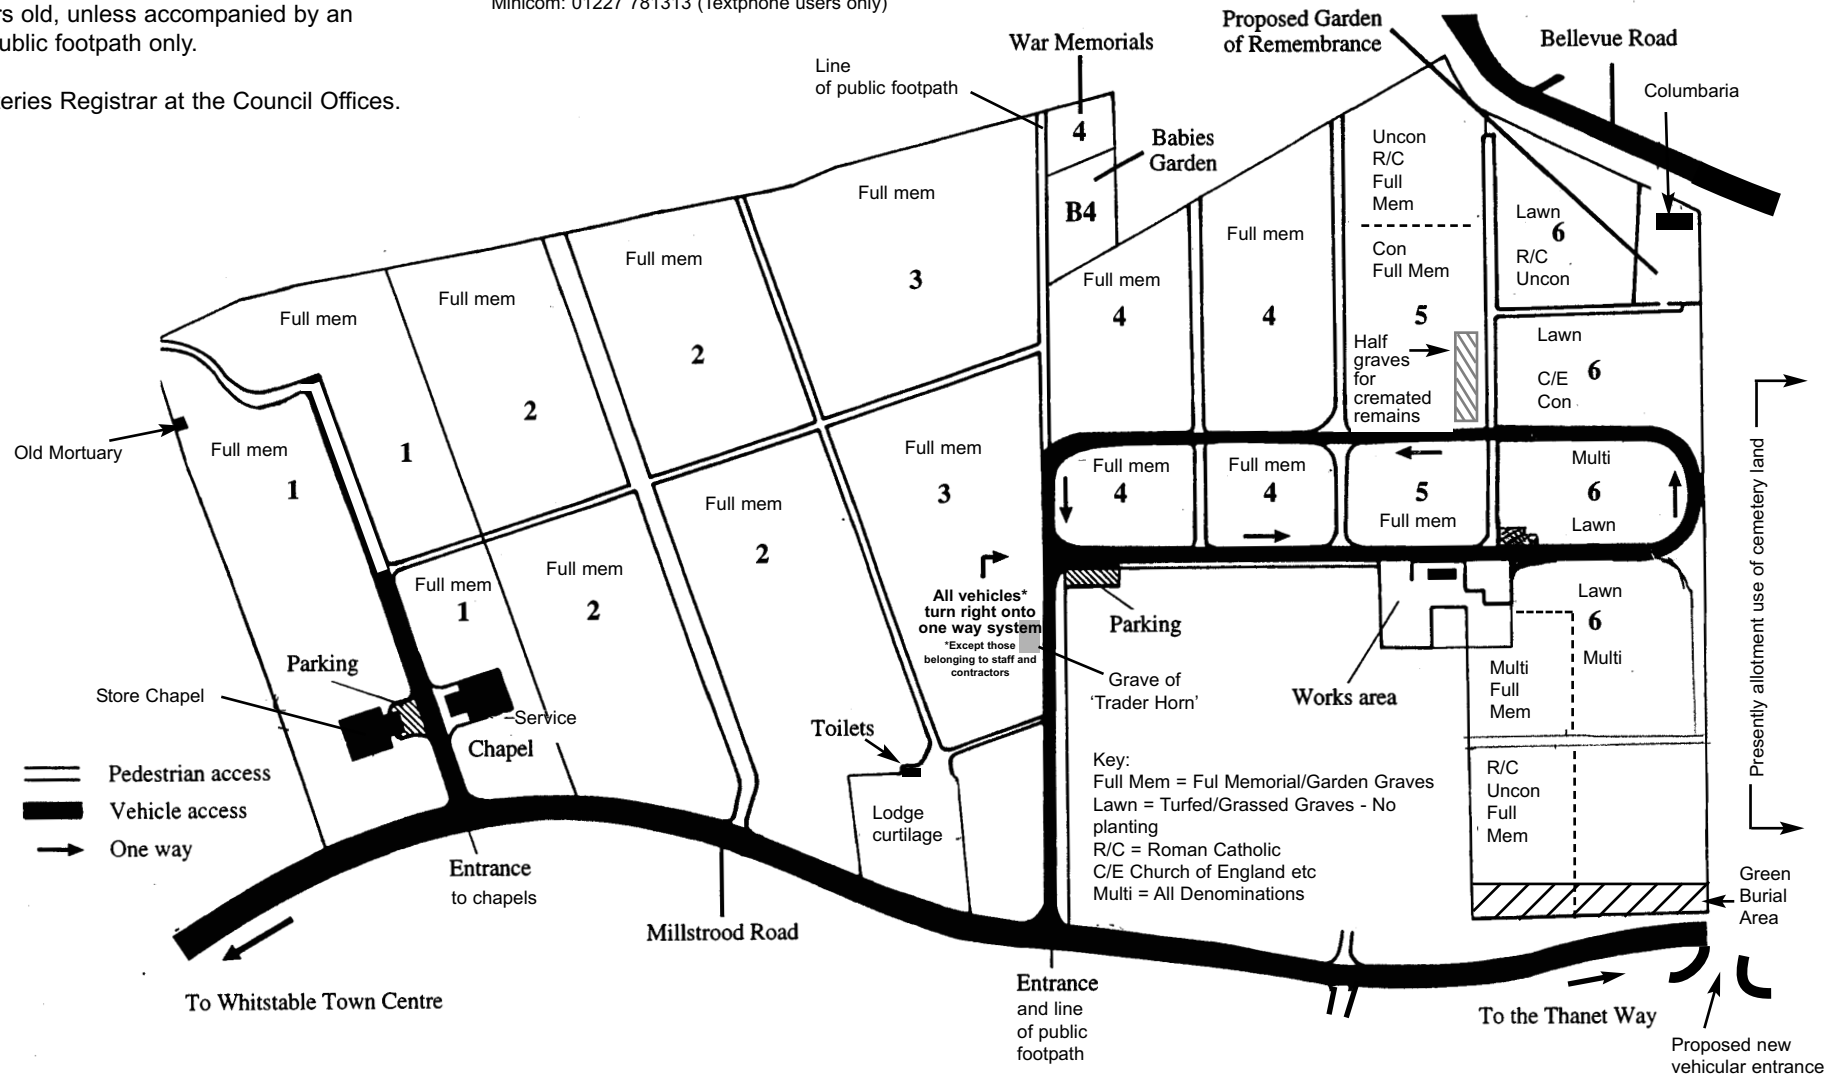 rs old, unless accompanied by an
ublic footpath only.
eries Registrar at the Council Offices.
Minicom: 01227 781313 (Textphone users only)
War Memorials
Line
of public footpath
Proposed Garden
of Remembrance
Bellevue Road
Columbaria
4
Babies
Garden
B4
Uncon
R/C
Full
Mem
Con
Full Mem
5
Half
graves
for
cremated
remains
Lawn
6
R/C
Uncon
Lawn
6
C/E
Con
Full mem
3
Full mem
4
Full mem
4
Full mem
2
Full mem
2
Full mem
1
Old Mortuary
Full mem
1
Full mem
3
Full mem
4
Full mem
4
5
Full mem
Multi
6
Lawn
Full mem
2
Full mem
1
Full mem
2
All vehicles*
turn right onto
one way system
*Except those
belonging to staff and
contractors
Parking
Grave of
‘Trader Horn’
Works area
Lawn
6
Multi
Multi
Full
Mem
Presently allotment use of cemetery land
Parking
Store Chapel
Service
Chapel
Toilets
Lodge
curtilage
Pedestrian access
Vehicle access
One way
Key:
Full Mem = Ful Memorial/Garden Graves
Lawn = Turfed/Grassed Graves - No
planting
R/C = Roman Catholic
C/E Church of England etc
Multi = All Denominations
R/C
Uncon
Full
Mem
Green
Burial
Area
Entrance
to chapels
Millstrood Road
Entrance
and line
of public
footpath
To Whitstable Town Centre
To the Thanet Way
Proposed new
vehicular entrance